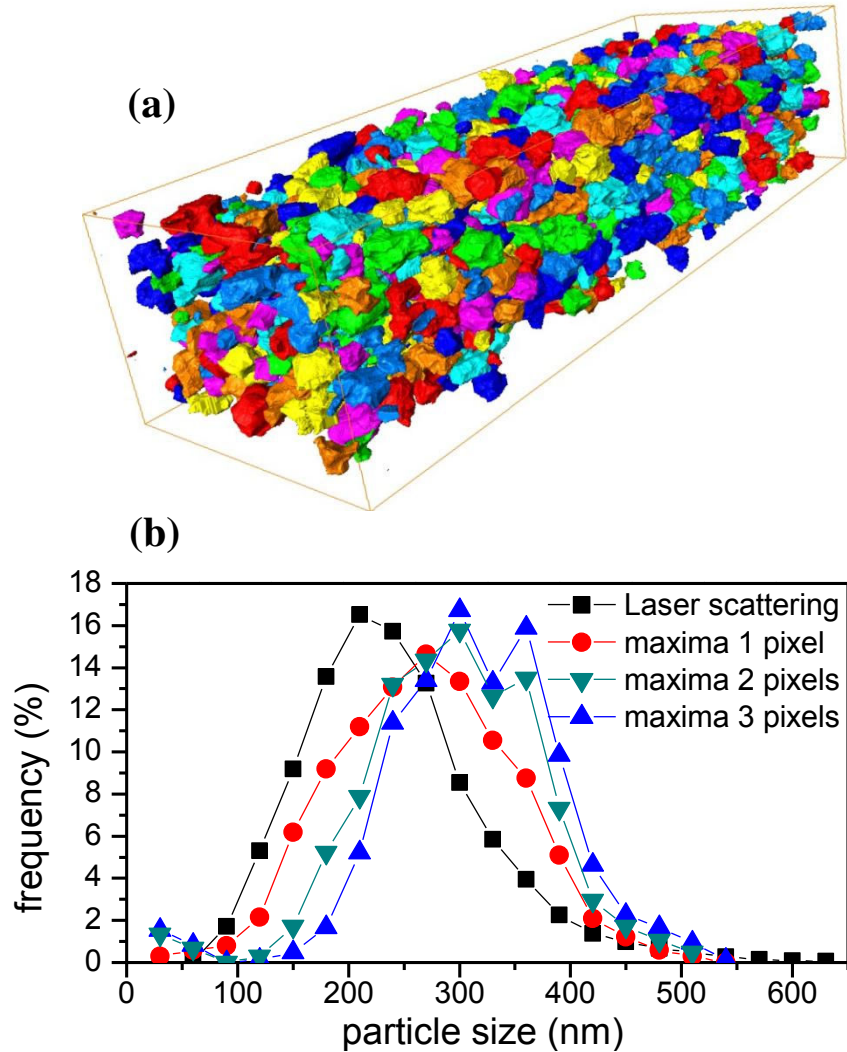 (a)
(b)
18
16
14
12
10
8
6
4
2
0
frequency (%)
Laser scattering
maxima 1 pixel
maxima 2 pixels
maxima 3 pixels
0 100 200 300 400 500 600
particle size (nm)